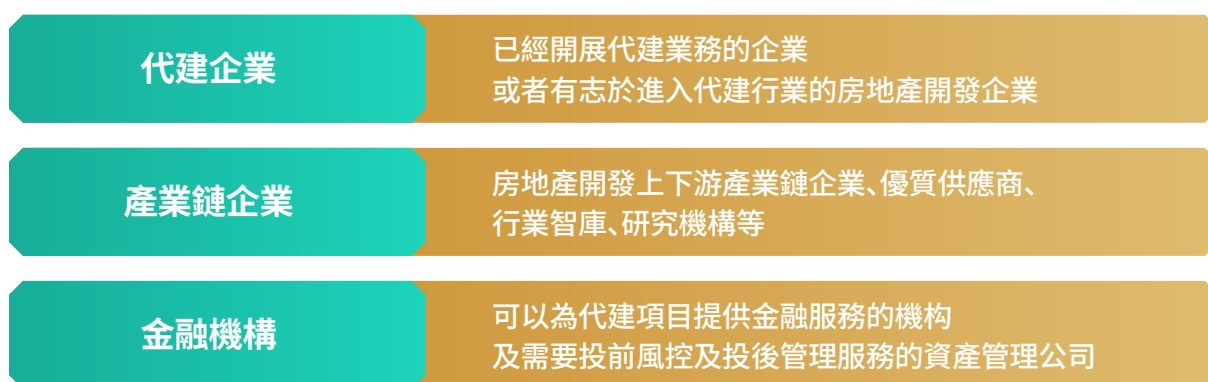 代建企業
已經開展代建業務的企業
或者有志於進入代建行業的房地產開發企業
產業鏈企業
房地產開發上下游產業鏈企業、優質供應商、
行業智庫、研究機構等
金融機構
可以為代建項目提供金融服務的機构
及需要投前風控及投後管理服務的資產管理公司